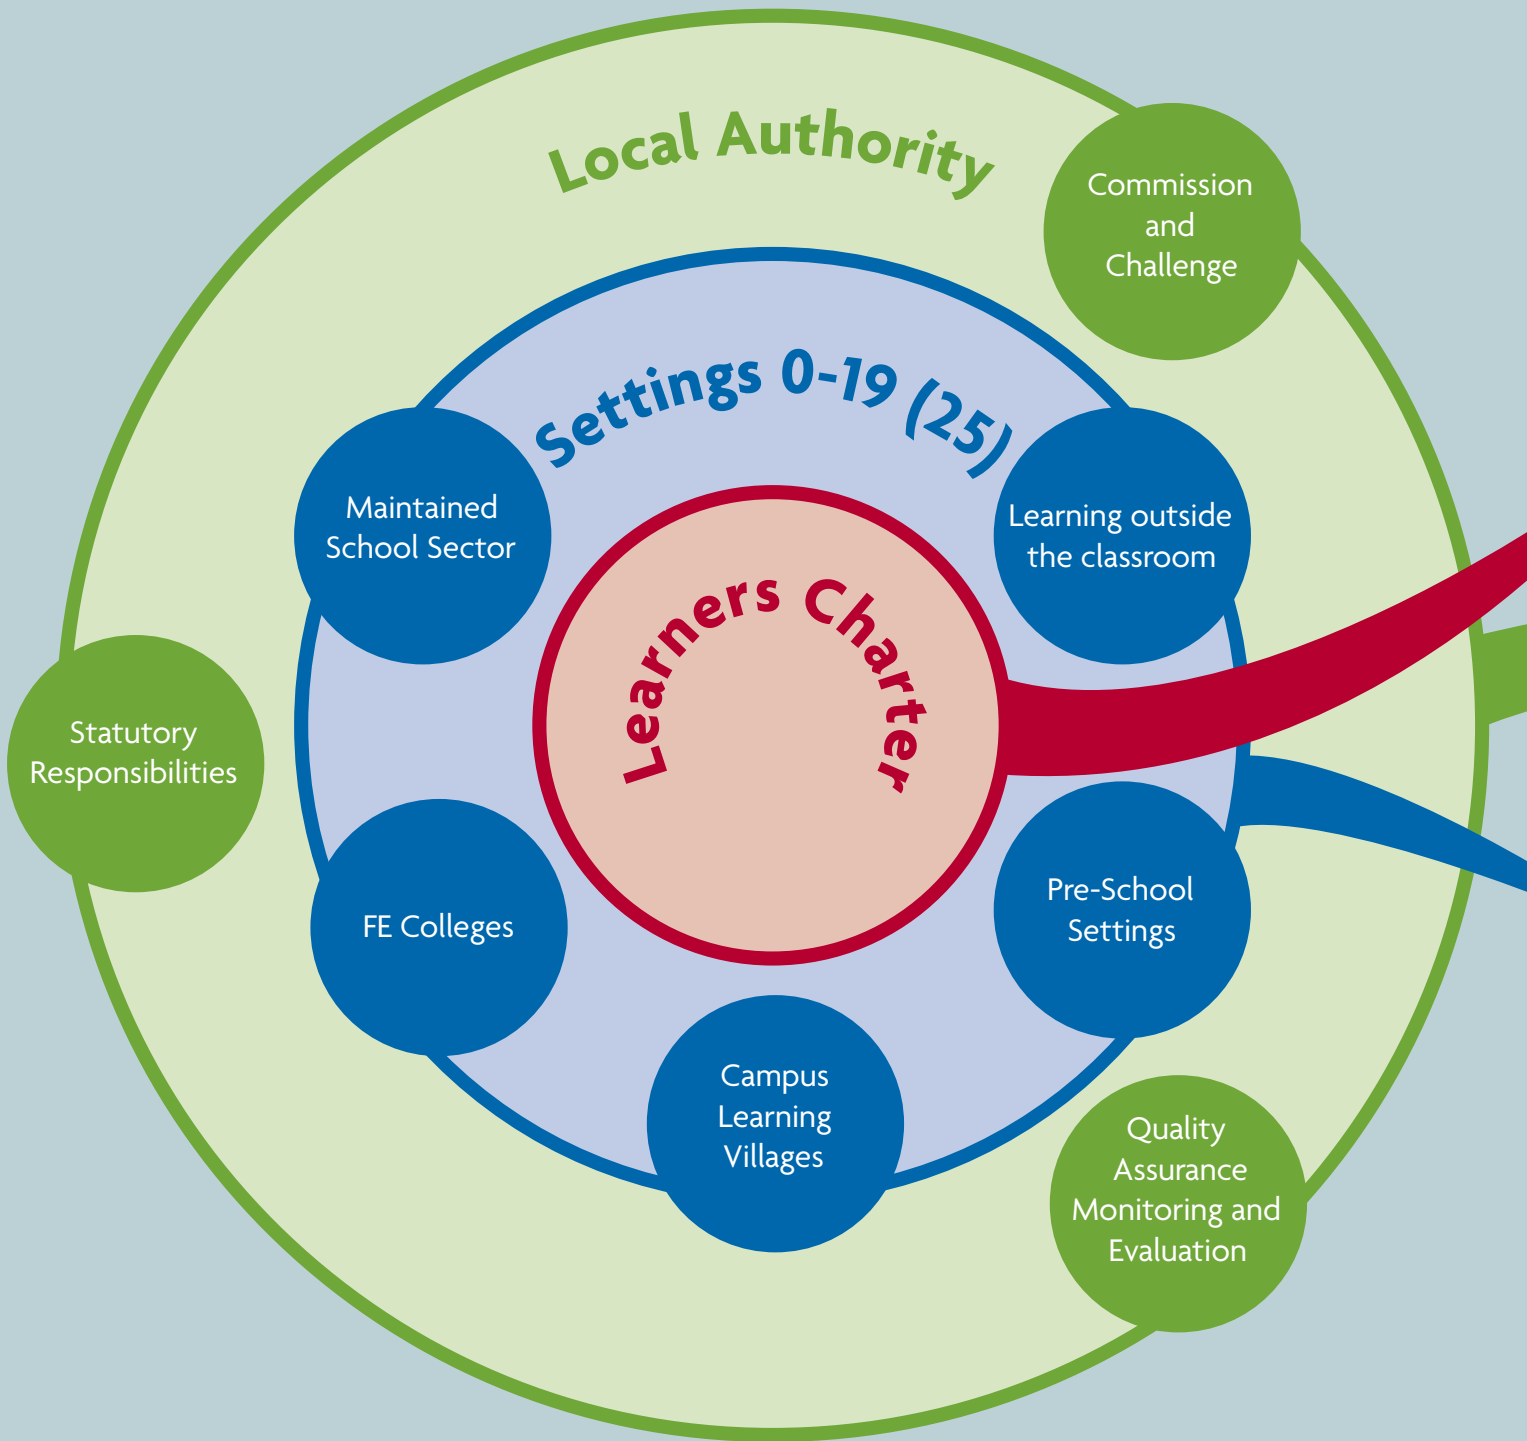 Local Authority
Commission
and
Challenge
Settings 0-19 (25)
Maintained
School Sector
Learning outside
the classroom
Learners Charter
Statutory
Responsibilities
FE Colleges
Pre-School
Settings
Campus
Learning
Villages
Quality
Assurance
Monitoring and
Evaluation